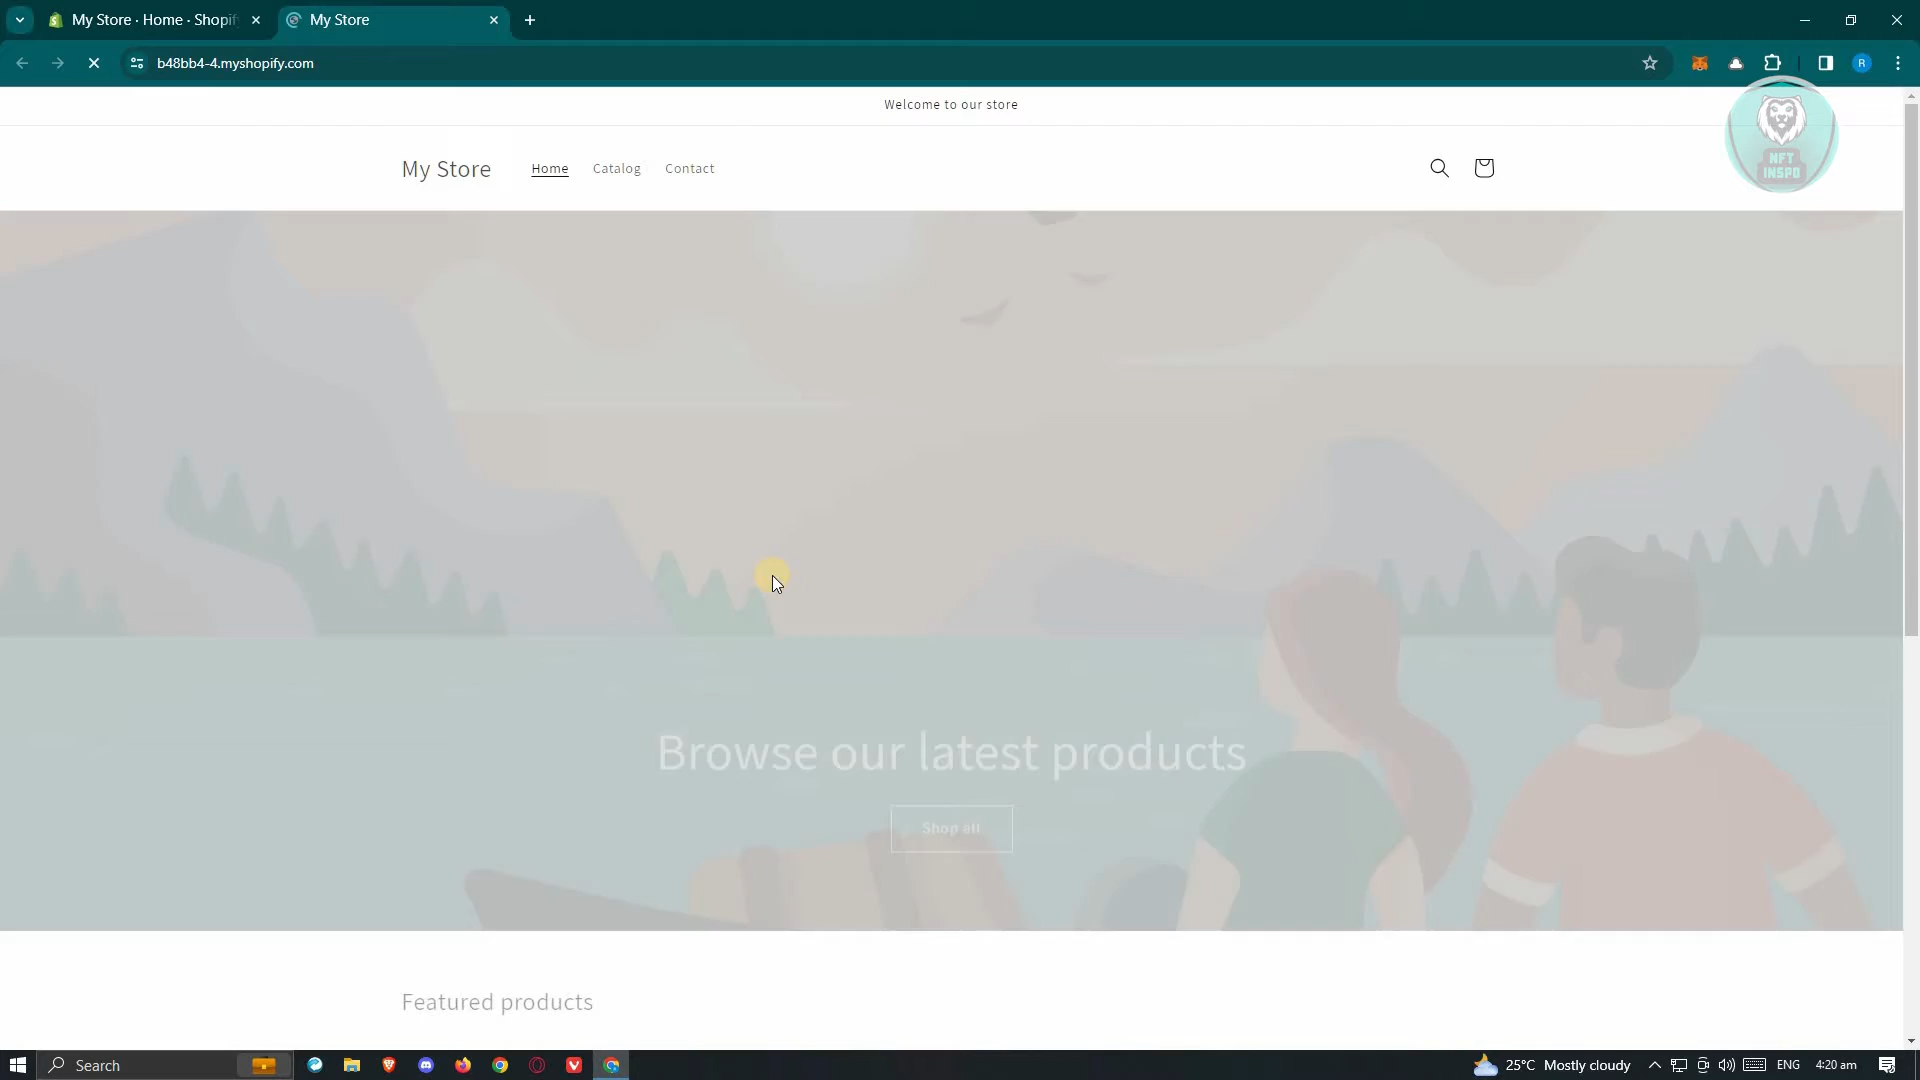 My Store · Home · Shopif
My Store
b48bb4-4.myshopify.com
R
Welcome to our store
NFT
INSPO
My Store
Home
Catalog
Contact
Browse our latest products
Shop all
Featured products
Search
25°C Mostly cloudy
ENG
4:20 am